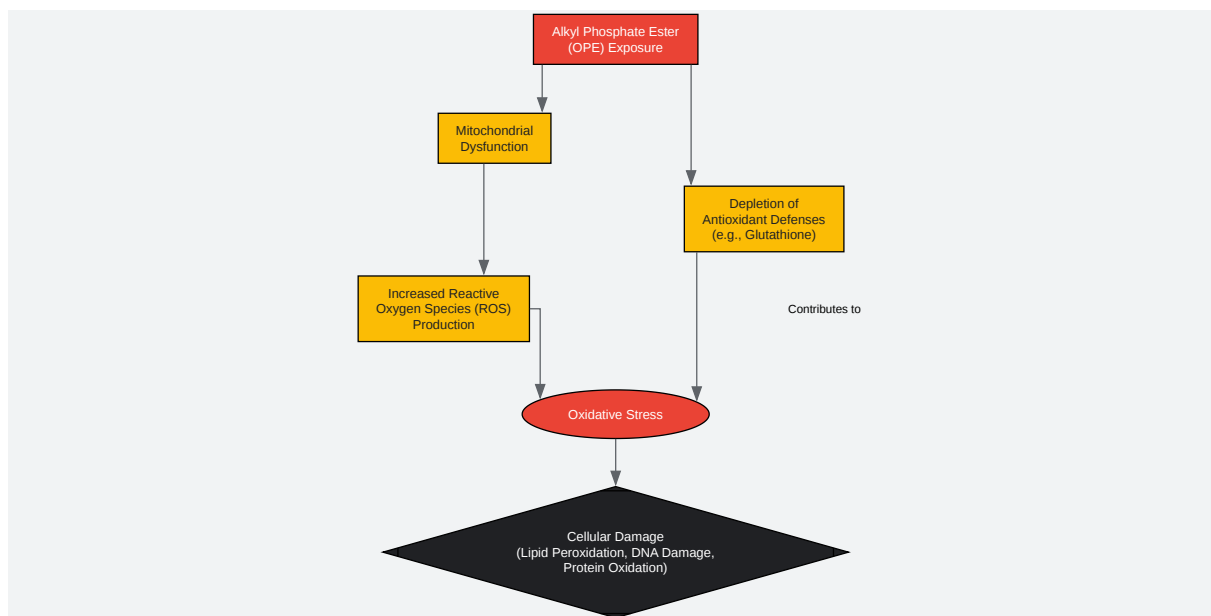 Alkyl Phosphate Ester
(OPE) Exposure
Mitochondrial
Dysfunction
Depletion of
Antioxidant Defenses
(e.g., Glutathione)
Increased Reactive
Oxygen Species (ROS)
Production
Contributes to
Oxidative Stress
Cellular Damage
(Lipid Peroxidation, DNA Damage,
Protein Oxidation)